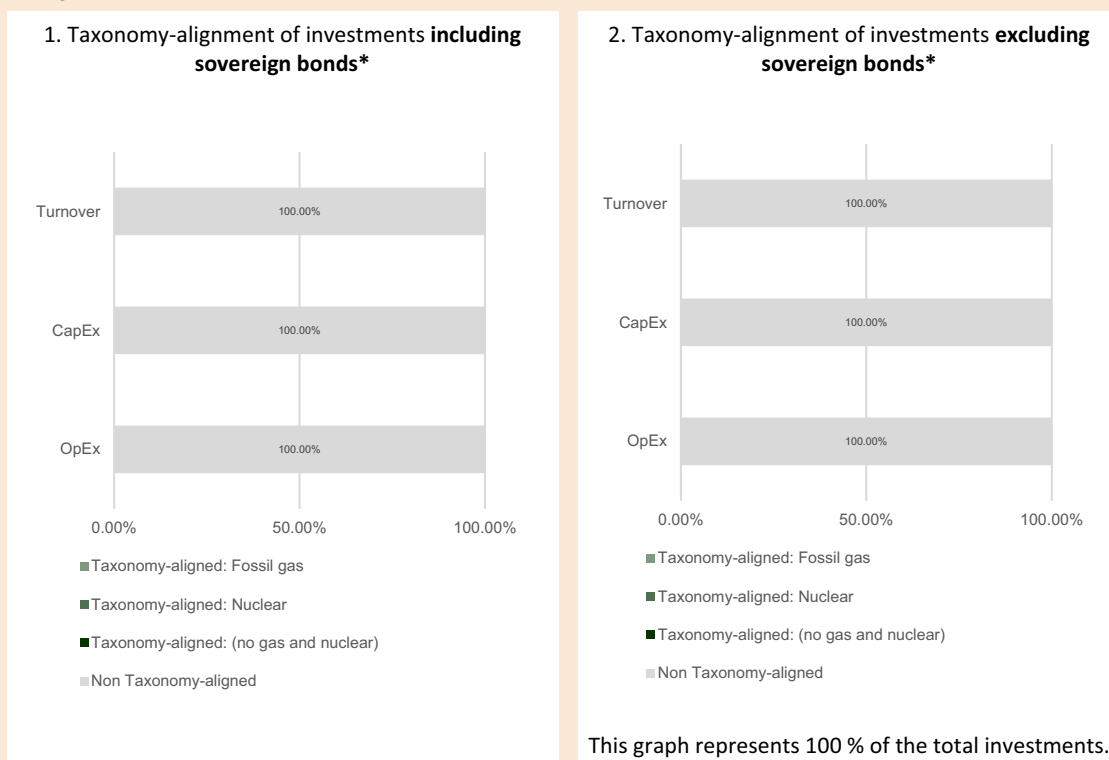 1. Taxonomy-alignment of investments including
sovereign bonds*
Turnover
100.00%
CapEx
100.00%
OpEx
100.00%
0.00%
50.00%
100.00%
Taxonomy-aligned: Fossil gas
Taxonomy-aligned: Nuclear
Taxonomy-aligned: (no gas and nuclear)
Non Taxonomy-aligned
2. Taxonomy-alignment of investments excluding
sovereign bonds*
Turnover
100.00%
CapEx
100.00%
OpEx
100.00%
0.00%
50.00%
100.00%
Taxonomy-aligned: Fossil gas
Taxonomy-aligned: Nuclear
Taxonomy-aligned: (no gas and nuclear)
Non Taxonomy-aligned
This graph represents 100 % of the total investments.